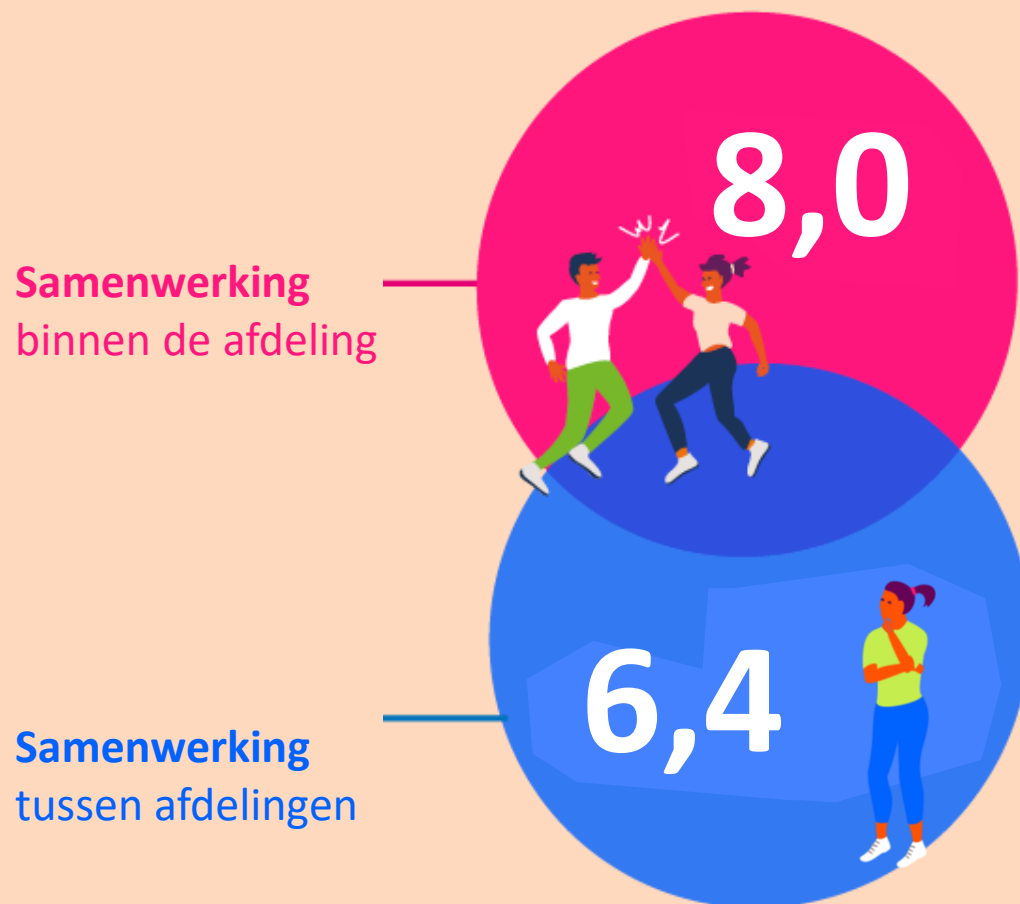 8,0
Samenwerking
binnen de afdeling
6,4
Samenwerking
tussen afdelingen